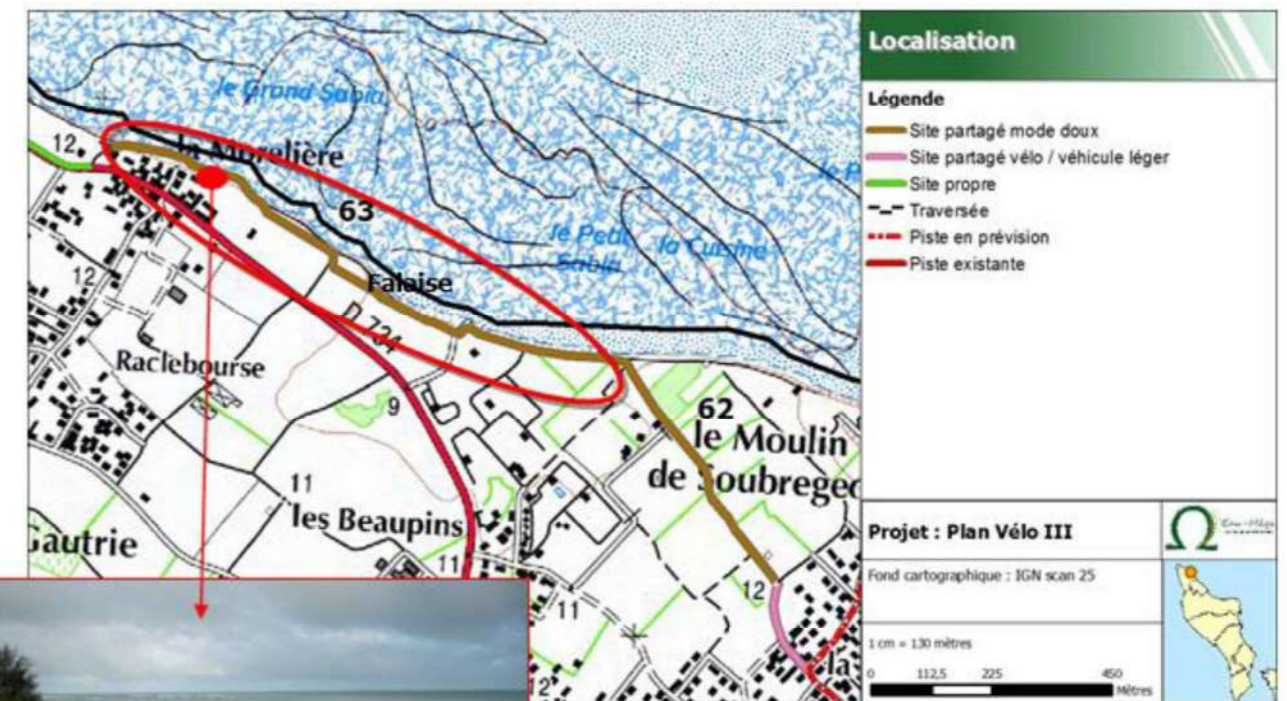 le Grand Sabia
12
la Morelière
63
le Petit
Sabia
la Cuisine
12
Falaise
D 734
Raclebourse
9
62
le Moulin
11
les Beaupins
11
12
11
12
la
Localisation
Légende
Site partagé mode doux
Site partagé vélo / véhicule léger
Site propre
Traversée
Piste en prévision
Piste existante
Projet : Plan Vélo III
Fond cartographique : IGN scan 25
1 cm = 130 mètres
0 112,5 225 450
Mètres